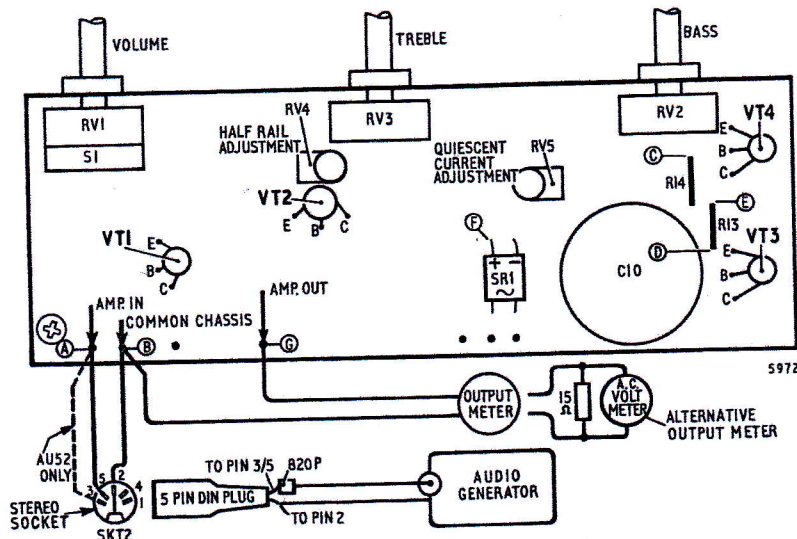 VOLUME
TREBLE
BASS
RV1
S1
RV4
HALF RAIL
ADJUSTMENT
RV3
QUIESCENT
CURRENT
ADJUSTMENT
RV5
RV2
VT4
E
B
C
C
R14
E
R13
D
VT2
E
B
C
VT1
E
B
C
F
+ −
SR1
~
C10
VT3
E
B
C
AMP. IN
COMMON CHASSIS
AMP. OUT
A
B
G
S972
OUTPUT
METER
15
Ω
A.C.
VOLT
METER
ALTERNATIVE
OUTPUT METER
AU52
ONLY
STEREO
SOCKET
3 5 2 4 1
SKT2
5 PIN DIN PLUG
TO PIN 3/5
820P
TO PIN 2
AUDIO
GENERATOR